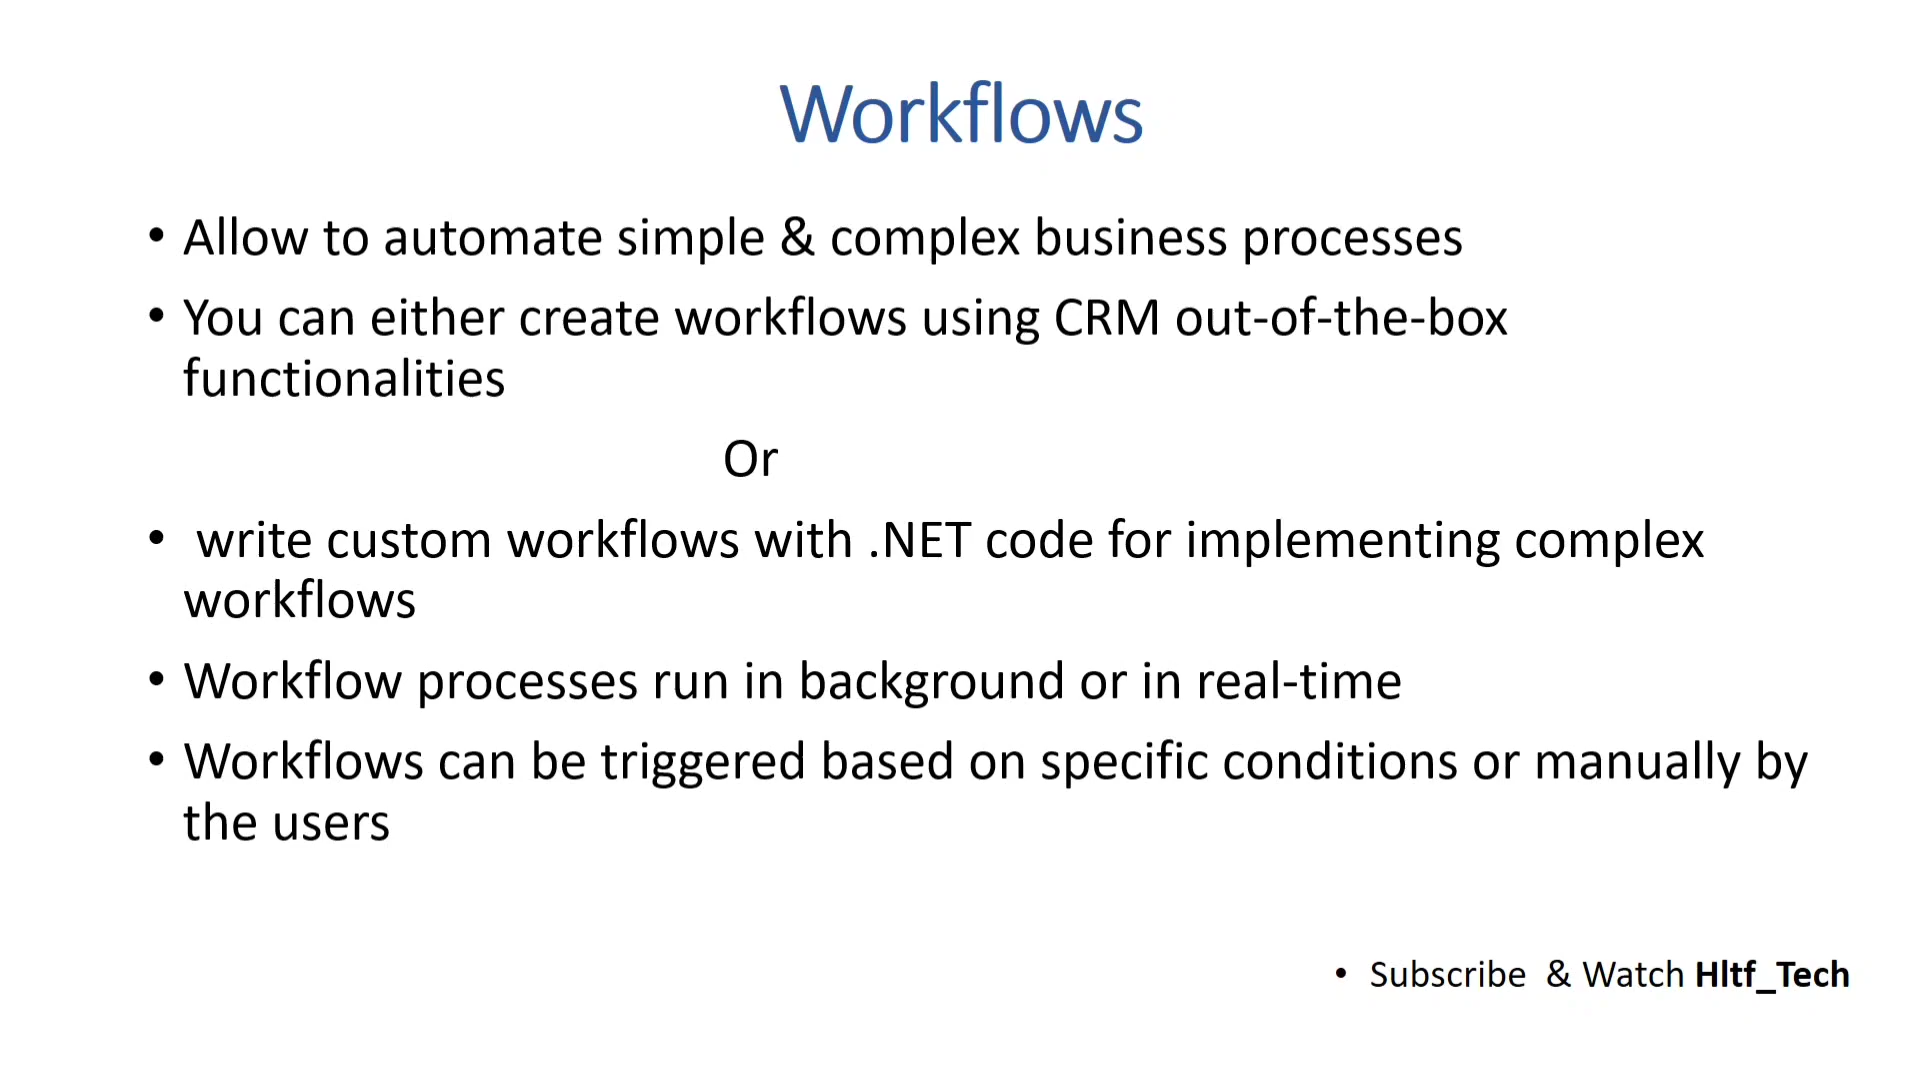 Workflows
• Allow to automate simple & complex business processes
• You can either create workflows using CRM out-of-the-box
functionalities
Or
• write custom workflows with .NET code for implementing complex
workflows
• Workflow processes run in background or in real-time
• Workflows can be triggered based on specific conditions or manually by
the users
• Subscribe & Watch Hltf_Tech